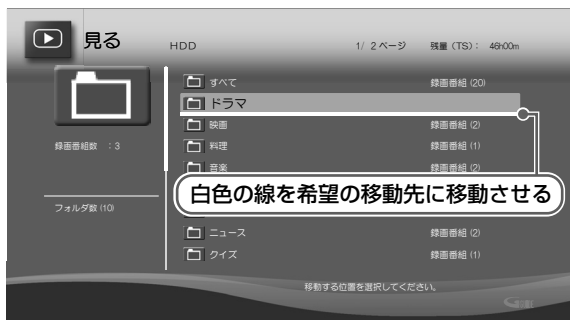 見る
HDD 1/ 2 ページ 残量（TS）： 46h00m
すべて 録画番組 (20)
ドラマ
映画 録画番組 (2)
録画番組数 ：3 料理 録画番組 (1)
音楽 録画番組 (2)
白色の線を希望の移動先に移動させる
フォルダ数 (10)
ニュース 録画番組 (2)
クイズ 録画番組 (1)
移動する位置を選択してください。